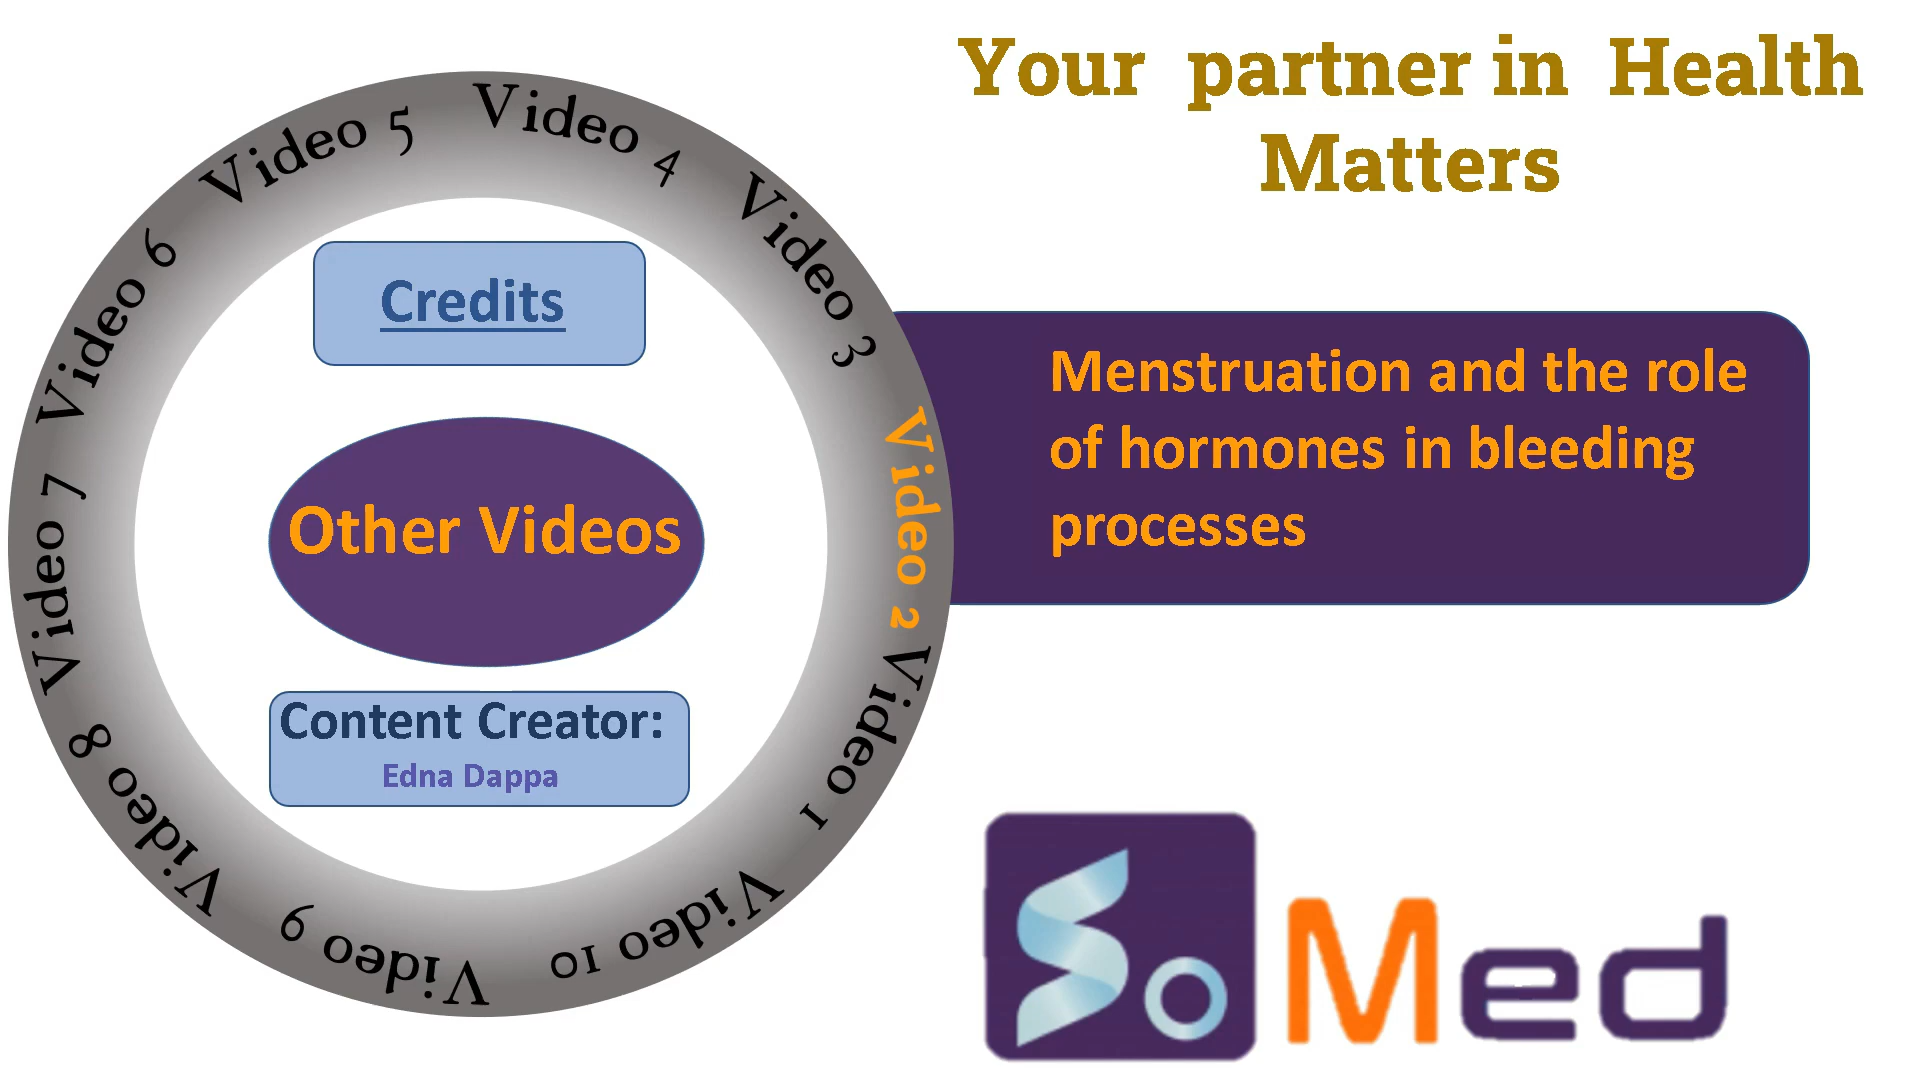 Your partner in Health
Matters
Video 1
Video 2
Video 3
Video 4
Video 5
Video 6
Video 7
Video 8
Video 9
Video 10
Credits
Other Videos
Content Creator:
Edna Dappa
Menstruation and the role
of hormones in bleeding
processes
SoMed